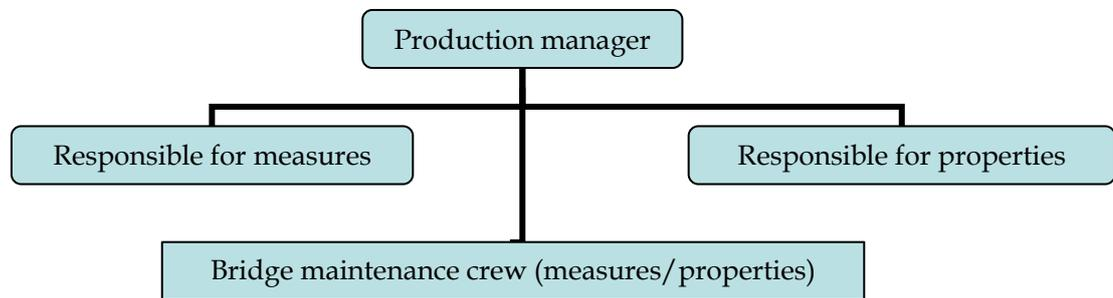 Production manager
Responsible for measures
Responsible for properties
Bridge maintenance crew (measures/properties)